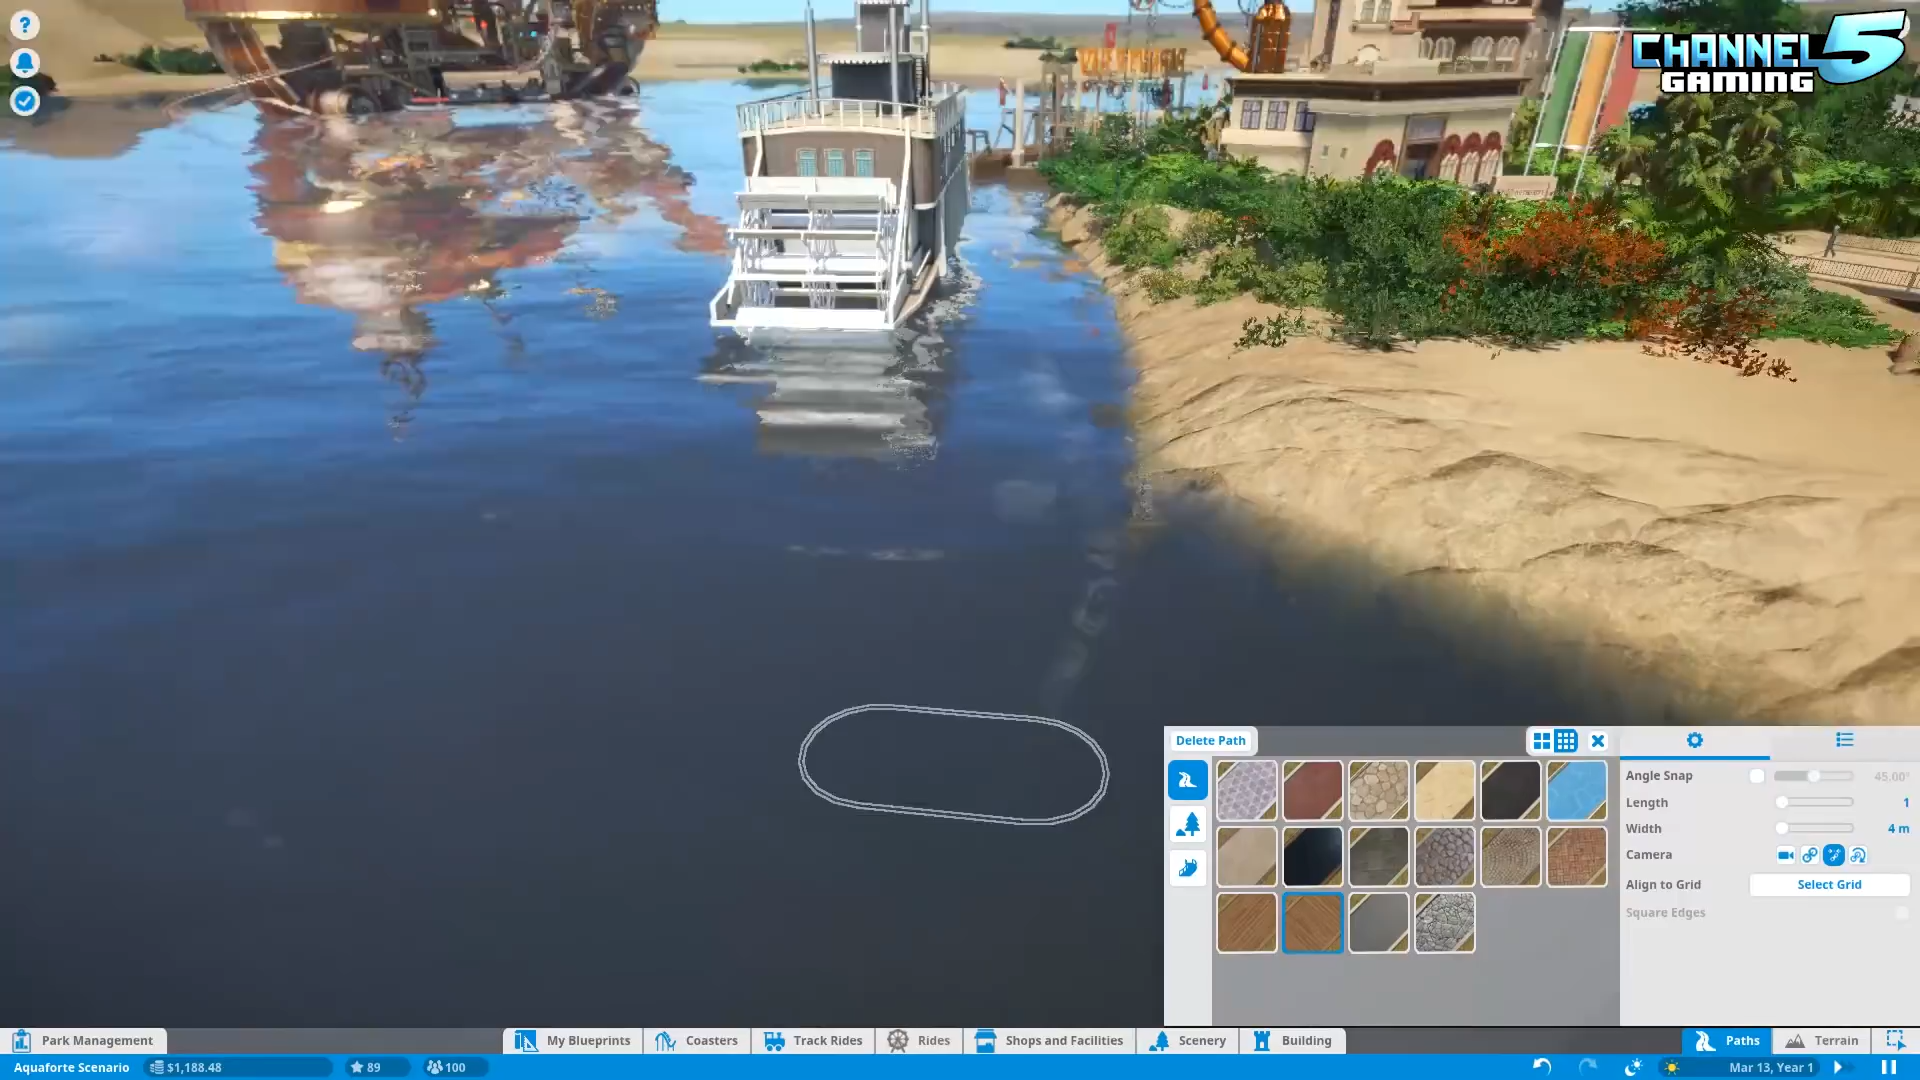 CHANNEL 5
GAMING
Delete Path
Angle Snap
45.00°
Length
1
Width
4 m
Camera
Align to Grid
Select Grid
Square Edges
Park Management
My Blueprints
Coasters
Track Rides
Rides
Shops and Facilities
Scenery
Building
Paths
Terrain
Aquaforte Scenario
$1,188.48
89
100
Mar 13, Year 1